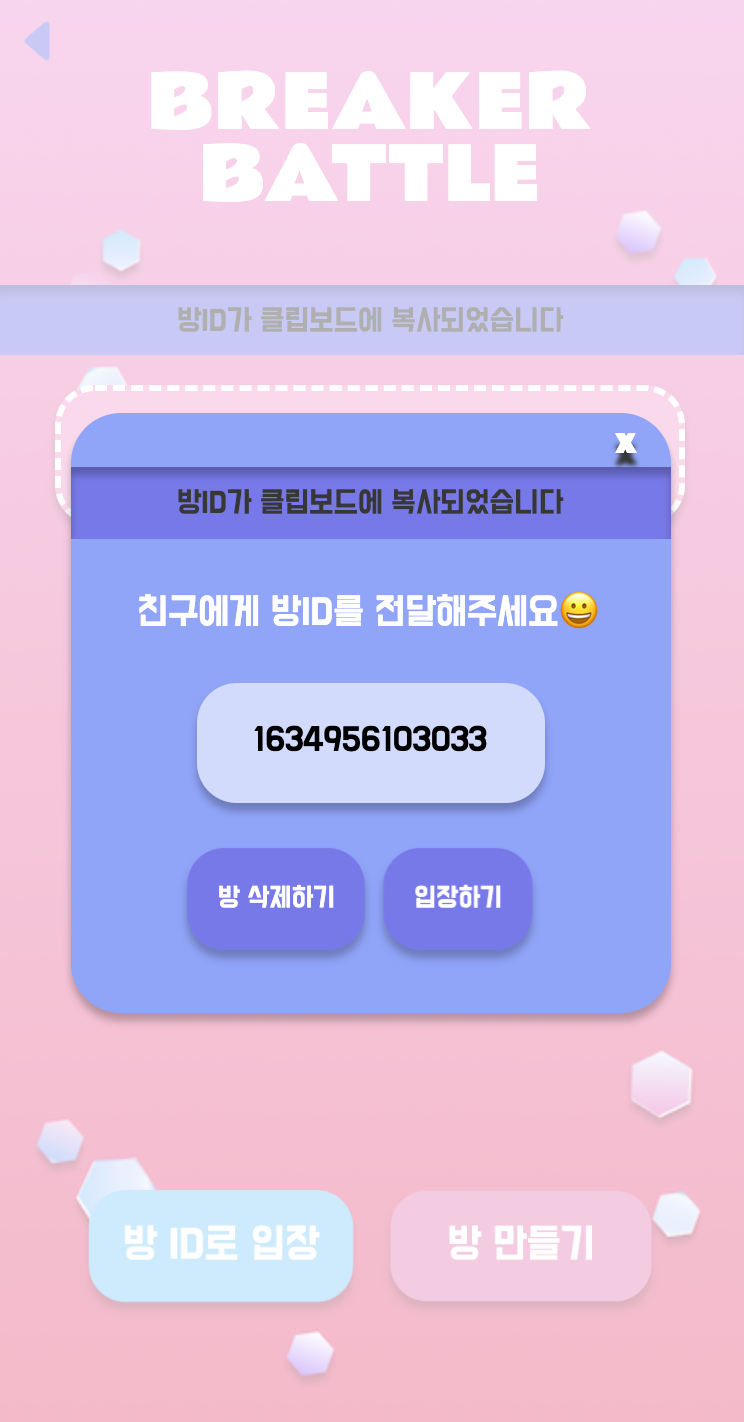 BREAKER
BATTLE
방ID가 클립보드에 복사되었습니다
X
방ID가 클립보드에 복사되었습니다
친구에게 방ID를 전달해주세요😀
1634956103033
방 삭제하기
입장하기
방 ID로 입장
방 만들기